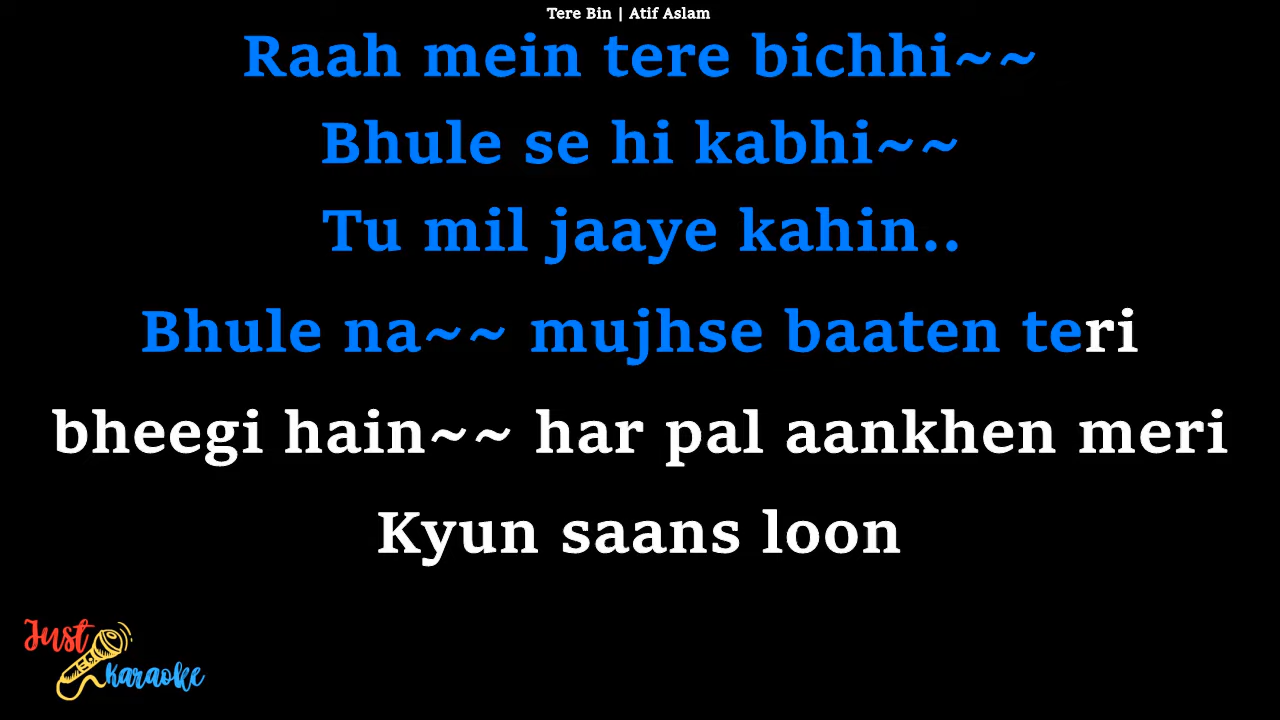 Tere Bin | Atif Aslam
Raah mein tere bichhi~~
Bhule se hi kabhi~~
Tu mil jaaye kahin..
Bhule na~~ mujhse baaten teri
bheegi hain~~ har pal aankhen meri
Kyun saans loon
Just
Karaoke